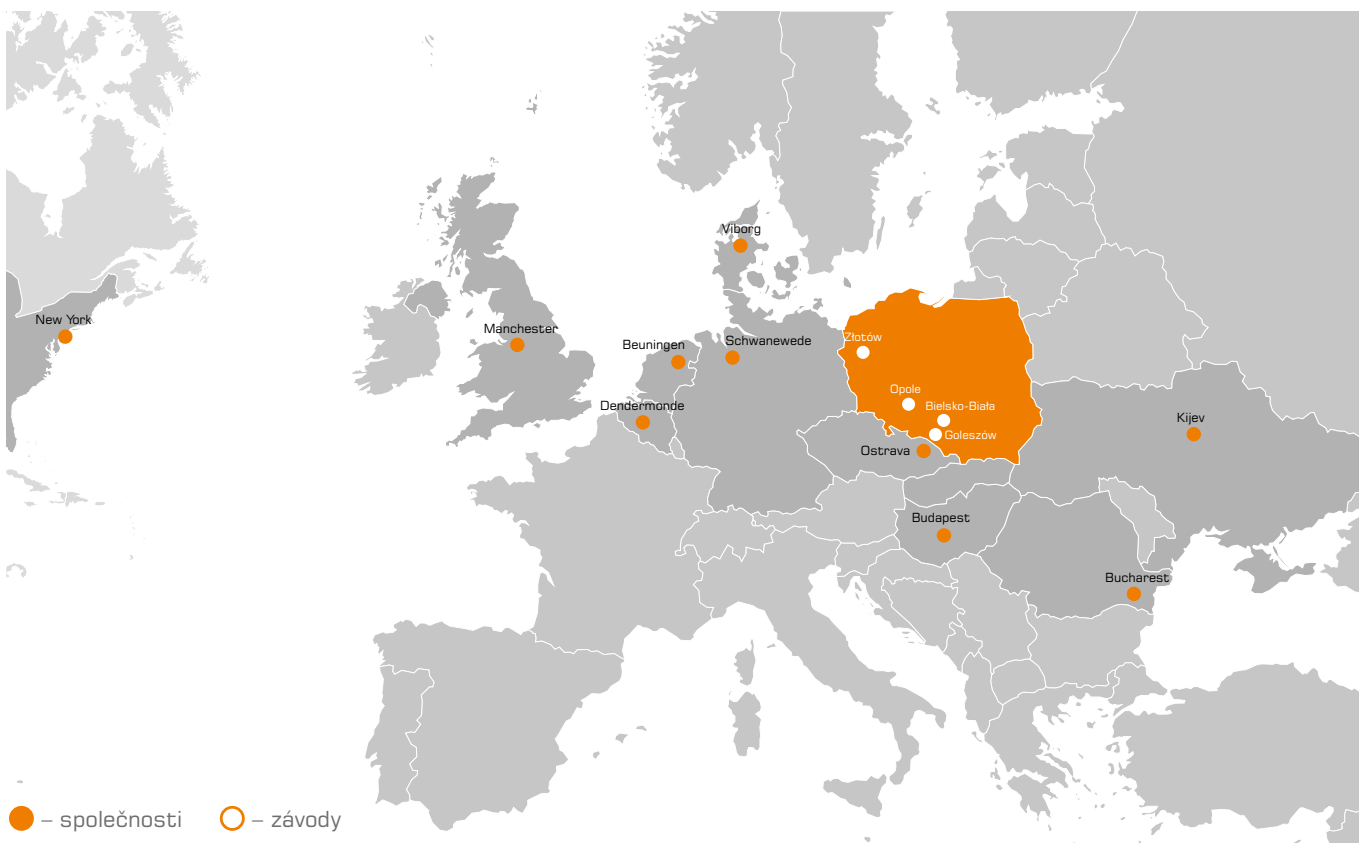 Viborg
New York
Manchester
Złotów
Beuningen
Schwanewede
Opole
Dendermonde
Bielsko-Biała
Kijev
Goleszów
Ostrava
Budapest
Bucharest
– společnosti
– závody